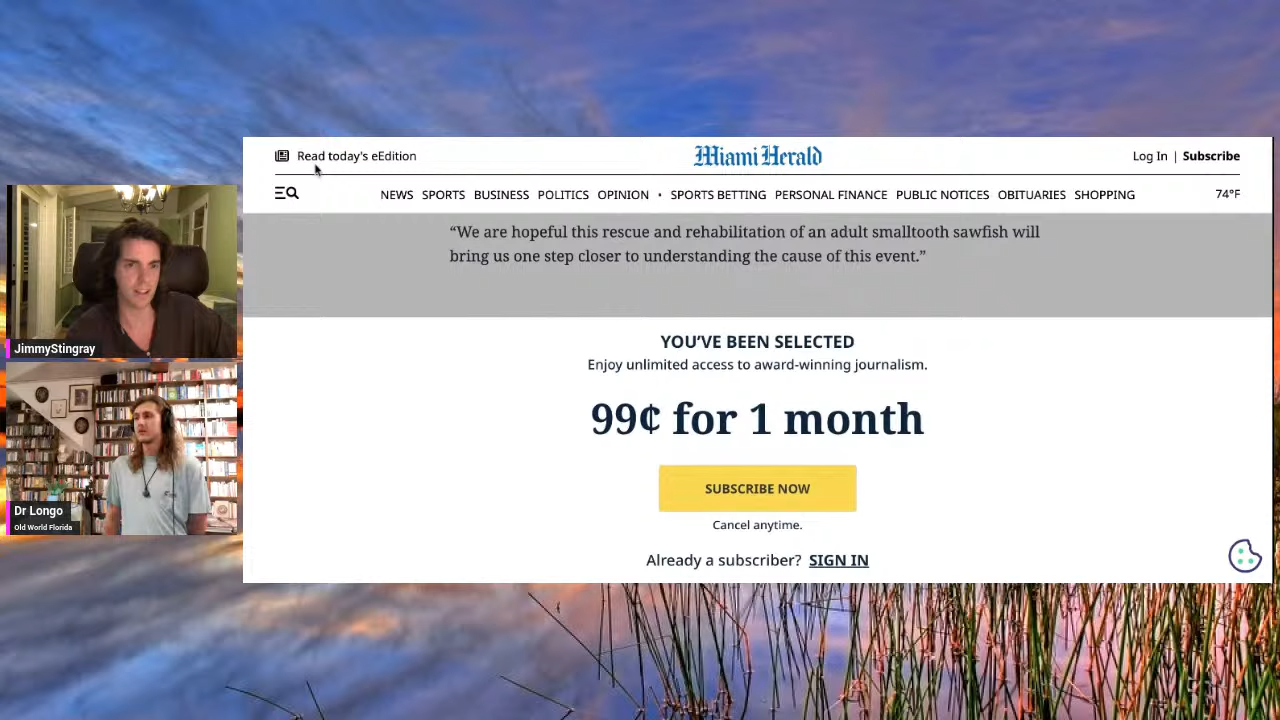 Read today's eEdition
Miami Herald
Log In | Subscribe
NEWS SPORTS BUSINESS POLITICS OPINION • SPORTS BETTING PERSONAL FINANCE PUBLIC NOTICES OBITUARIES SHOPPING
74°F
“We are hopeful this rescue and rehabilitation of an adult smalltooth sawfish will
bring us one step closer to understanding the cause of this event.”
YOU’VE BEEN SELECTED
Enjoy unlimited access to award-winning journalism.
99¢ for 1 month
SUBSCRIBE NOW
Cancel anytime.
Already a subscriber? SIGN IN
JimmyStingray
Dr Longo
Old World Florida